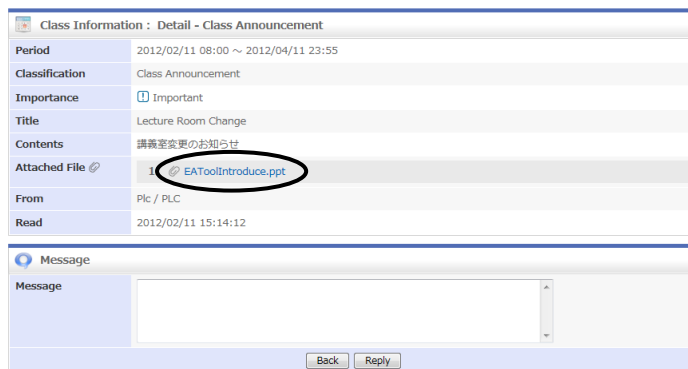 Class Information : Detail - Class Announcement
Period 2012/02/11 08:00 ～ 2012/04/11 23:55
Classification Class Announcement
Importance ! Important
Title Lecture Room Change
Contents 講義室変更のお知らせ
Attached File 1 EAToolIntroduce.ppt
From Plc / PLC
Read 2012/02/11 15:14:12
Message
Message
Back Reply